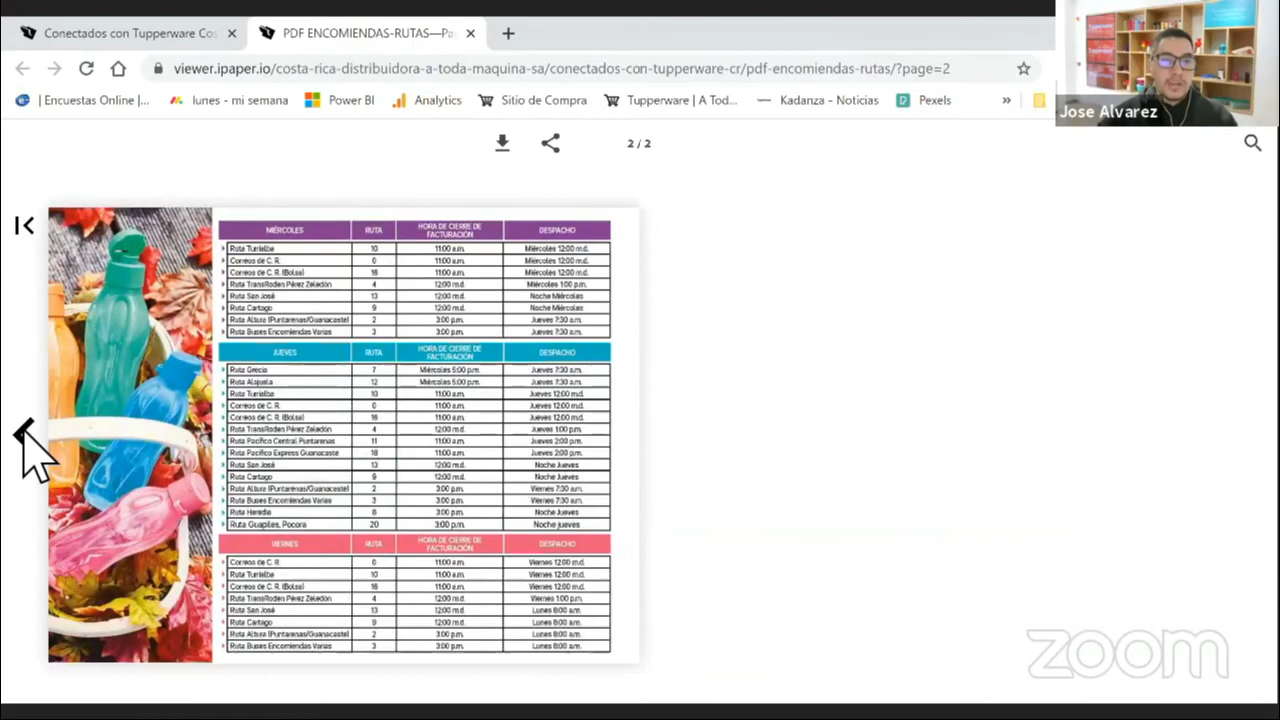 Conectados con Tupperware Cos
PDF ENCOMIENDAS-RUTAS—Pa
viewer.ipaper.io/costa-rica-distribuidora-a-toda-maquina-sa/conectados-con-tupperware-cr/pdf-encomiendas-rutas/?page=2
| Encuestas Online |... lunes - mi semana Power BI Analytics Sitio de Compra Tupperware | A Tod... Kadanza - Noticias Pexels »
Jose Alvarez
2 / 2
MIÉRCOLES RUTA HORA DE CIERRE DE FACTURACIÓN DESPACHO
Ruta Turrialba 10 11:00 a.m. Miércoles 12:00 m.d.
Correos de C. R. 0 11:00 a.m. Miércoles 12:00 m.d.
Correos de C. R. (Bolsa) 16 11:00 a.m. Miércoles 12:00 m.d.
Ruta TransRoden Pérez Zeledón 4 12:00 m.d. Miércoles 1:00 p.m.
Ruta San José 13 12:00 m.d. Noche Miércoles
Ruta Cartago 9 12:00 m.d. Noche Miércoles
Ruta Altura (Puntarenas/Guanacaste) 2 3:00 p.m. Jueves 7:30 a.m.
Ruta Buses Encomiendas Varias 3 3:00 p.m. Jueves 7:30 a.m.
JUEVES RUTA HORA DE CIERRE DE FACTURACIÓN DESPACHO
Ruta Grecia 7 Miércoles 5:00 p.m. Jueves 7:30 a.m.
Ruta Alajuela 12 Miércoles 5:00 p.m. Jueves 7:30 a.m.
Ruta Turrialba 10 11:00 a.m. Jueves 12:00 m.d.
Correos de C. R. 0 11:00 a.m. Jueves 12:00 m.d.
Correos de C. R. (Bolsa) 16 11:00 a.m. Jueves 12:00 m.d.
Ruta TransRoden Pérez Zeledón 4 12:00 m.d. Jueves 1:00 p.m.
Ruta Pacífico Central Puntarenas 11 11:00 a.m. Jueves 2:00 p.m.
Ruta Pacifico Express Guanacaste 18 11:00 a.m. Jueves 2:00 p.m.
Ruta San José 13 12:00 m.d. Noche Jueves
Ruta Cartago 9 12:00 m.d. Noche Jueves
Ruta Altura (Puntarenas/Guanacaste) 2 3:00 p.m. Viernes 7:30 a.m.
Ruta Buses Encomiendas Varias 3 3:00 p.m. Viernes 7:30 a.m.
Ruta Heredia 8 3:00 p.m. Noche Jueves
Ruta Guapiles, Pocora 20 3:00 p.m. Noche jueves
VIERNES RUTA HORA DE CIERRE DE FACTURACIÓN DESPACHO
Correos de C. R. 0 11:00 a.m. Viernes 12:00 m.d.
Ruta Turrialba 10 11:00 a.m. Viernes 12:00 m.d.
Correos de C. R. (Bolsa) 16 11:00 a.m. Viernes 12:00 m.d.
Ruta TransRoden Pérez Zeledón 4 12:00 m.d. Viernes 1:00 p.m.
Ruta San José 13 12:00 m.d. Lunes 8:00 a.m.
Ruta Cartago 9 12:00 m.d. Lunes 8:00 a.m.
Ruta Altura (Puntarenas/Guanacaste) 2 3:00 p.m. Lunes 8:00 a.m.
Ruta Buses Encomiendas Varias 3 3:00 p.m. Lunes 8:00 a.m.
zoom